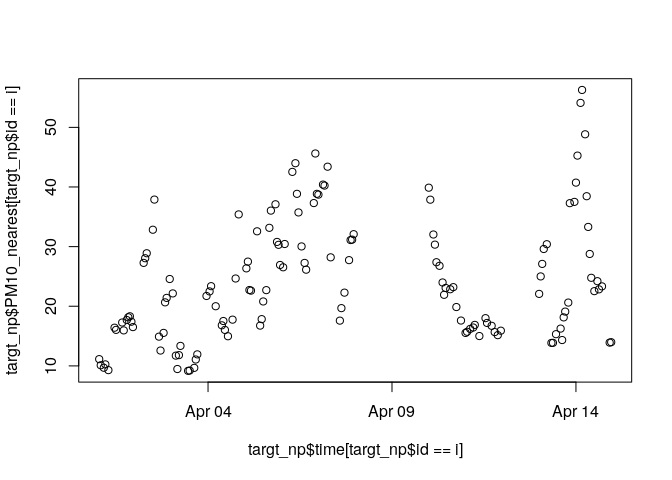 targt_np$PM10_nearest[targt_np$id == i]
50
40
30
20
10
Apr 04
Apr 09
Apr 14
targt_np$time[targt_np$id == i]